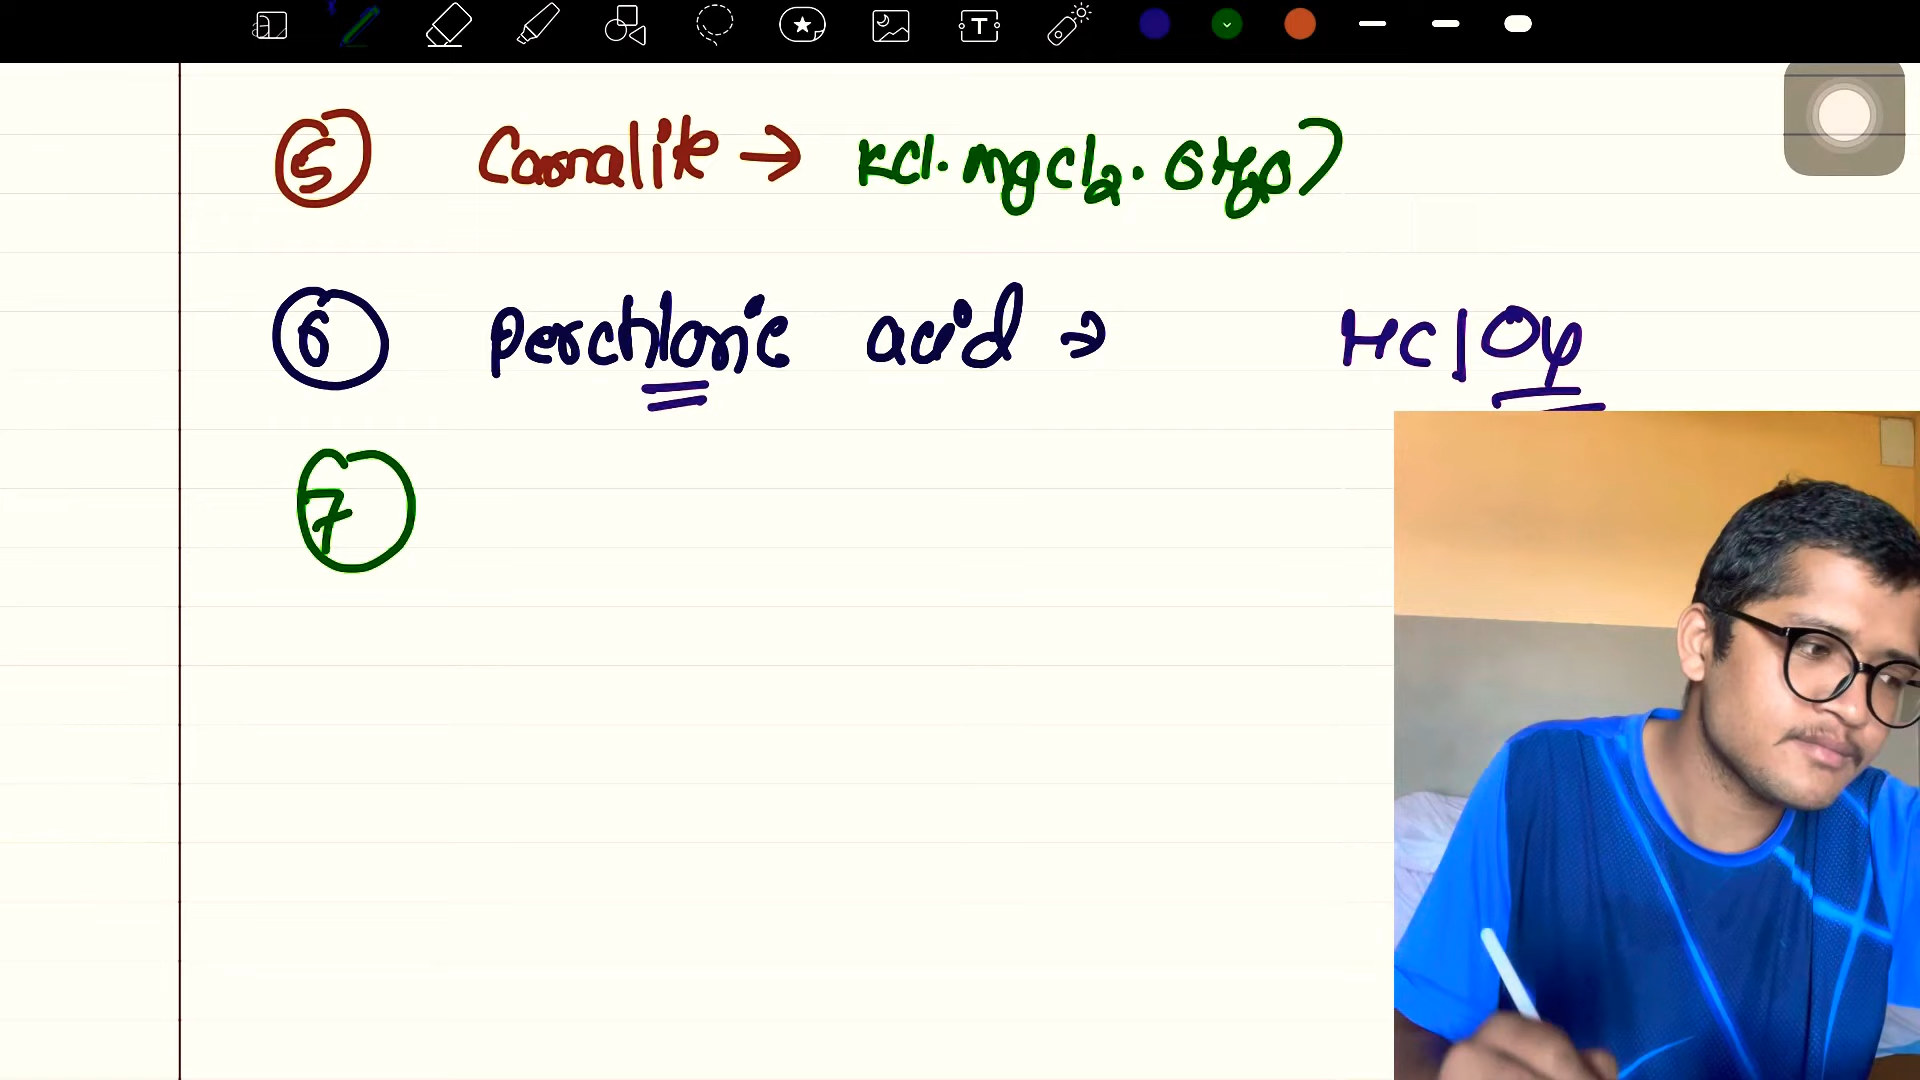 5 Carnalite → KCl. MgCl₂. 6H₂O)
6 Perchloric acid → HClO₄
7